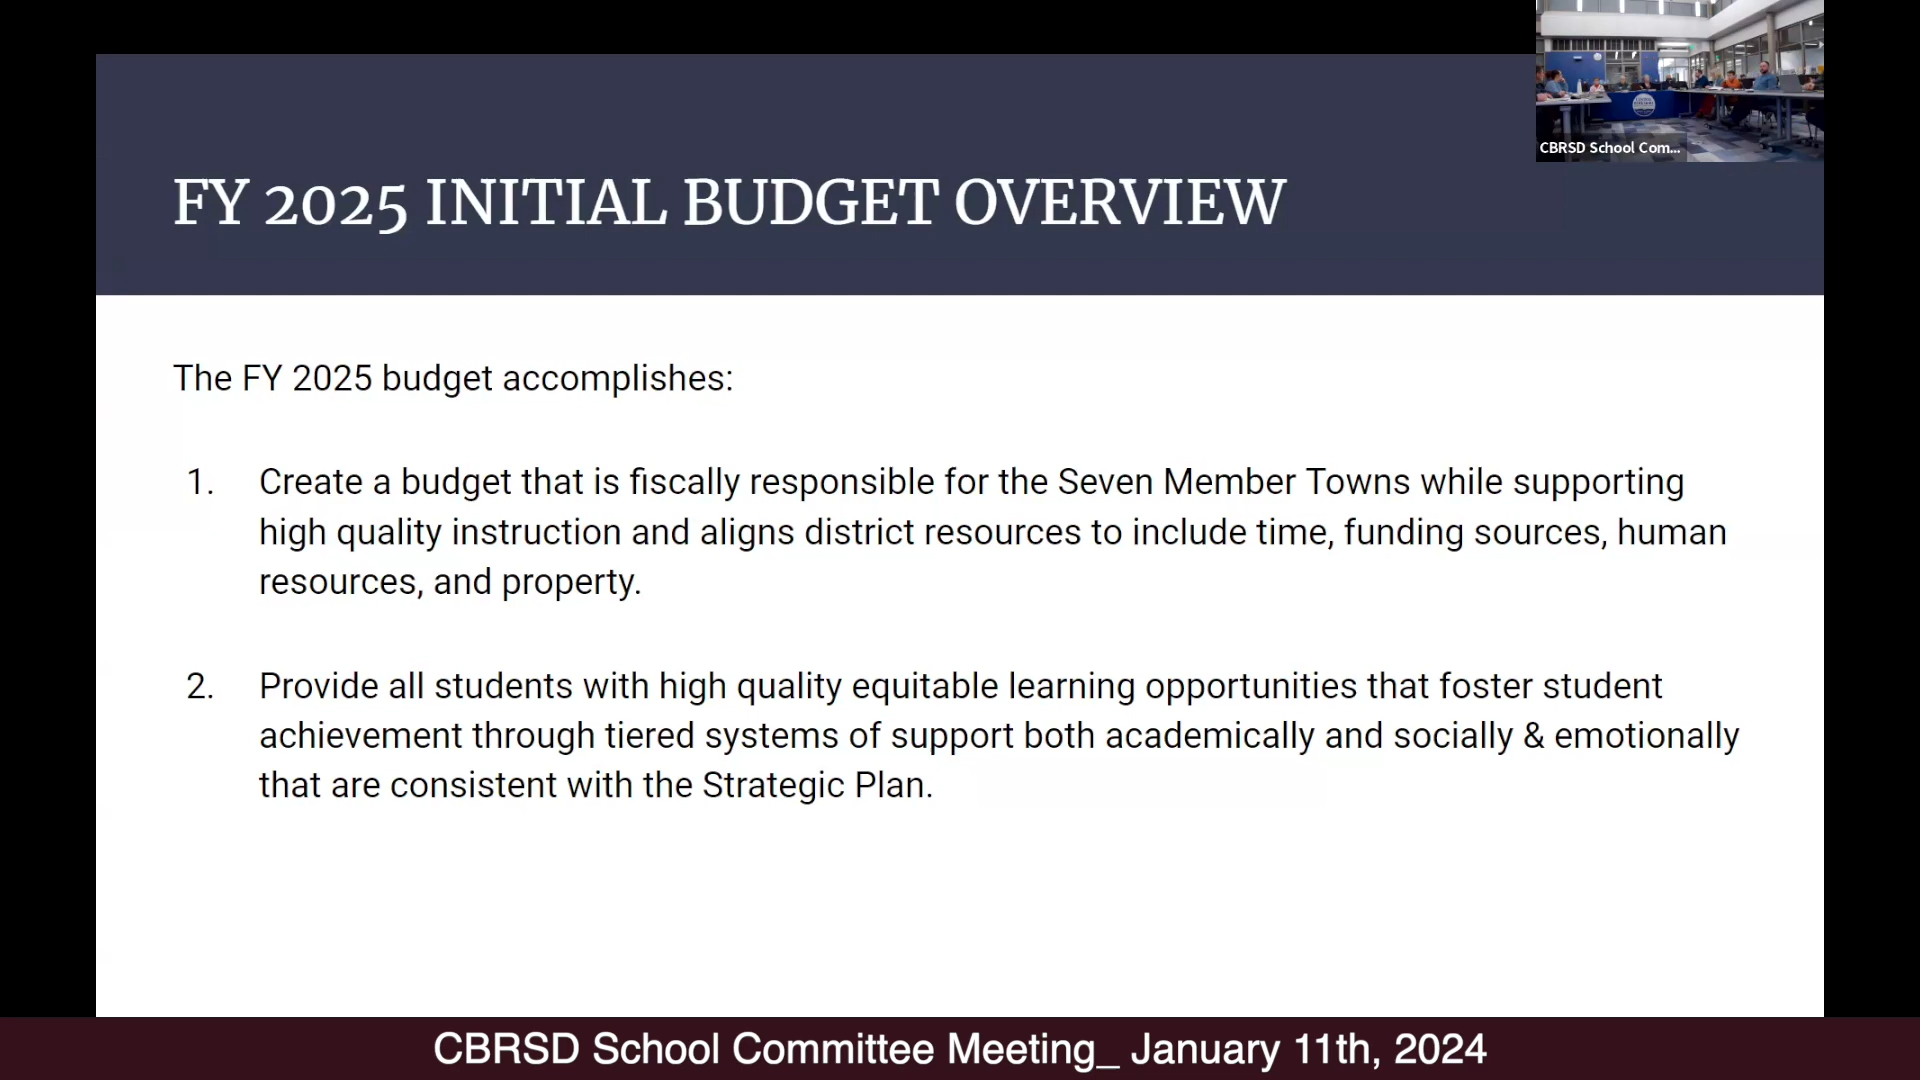 CBRSD School Com...
FY 2025 INITIAL BUDGET OVERVIEW
The FY 2025 budget accomplishes:
1. Create a budget that is fiscally responsible for the Seven Member Towns while supporting
high quality instruction and aligns district resources to include time, funding sources, human
resources, and property.
2. Provide all students with high quality equitable learning opportunities that foster student
achievement through tiered systems of support both academically and socially & emotionally
that are consistent with the Strategic Plan.
CBRSD School Committee Meeting_ January 11th, 2024